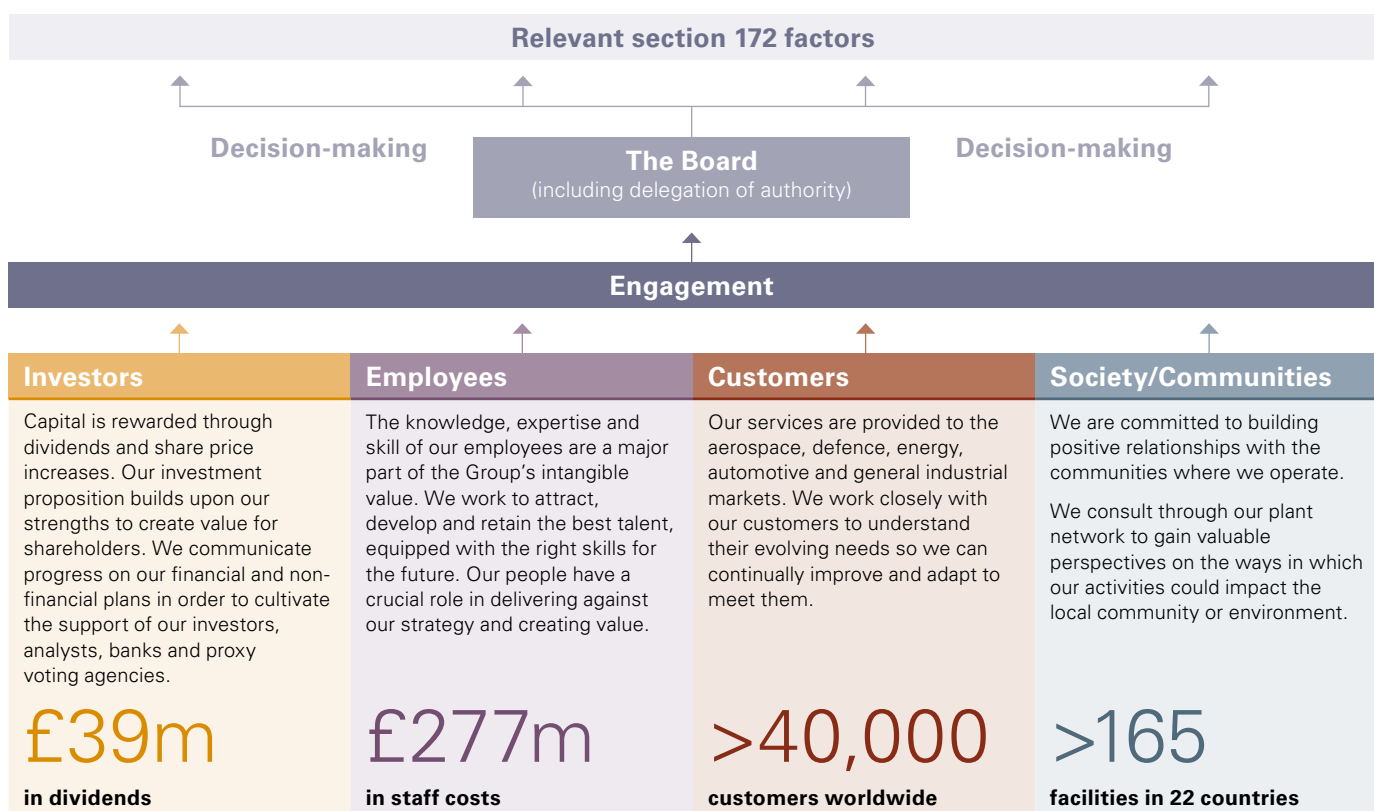 Relevant section 172 factors
Decision-making
The Board
(including delegation of authority)
Decision-making
Engagement
Investors
Capital is rewarded through
dividends and share price
increases. Our investment
proposition builds upon our
strengths to create value for
shareholders. We communicate
progress on our financial and non-
financial plans in order to cultivate
the support of our investors,
analysts, banks and proxy
voting agencies.
£39m
in dividends
Employees
The knowledge, expertise and
skill of our employees are a major
part of the Group's intangible
value. We work to attract,
develop and retain the best talent,
equipped with the right skills for
the future. Our people have a
crucial role in delivering against
our strategy and creating value.
£277m
in staff costs
Customers
Our services are provided to the
aerospace, defence, energy,
automotive and general industrial
markets. We work closely with
our customers to understand
their evolving needs so we can
continually improve and adapt to
meet them.
>40,000
customers worldwide
Society/Communities
We are committed to building
positive relationships with the
communities where we operate.
We consult through our plant
network to gain valuable
perspectives on the ways in which
our activities could impact the
local community or environment.
>165
facilities in 22 countries